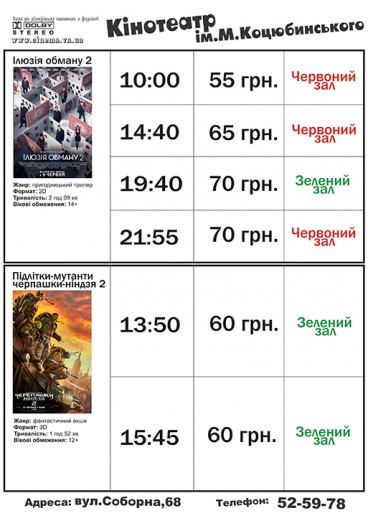 DOLBY
STEREO
www.cinema.vn.ua
Кінотеатр
ім.М.Коцюбинського
Ілюзія обману 2
ІЛЮЗІЯ ОБМАНУ 2
Жанр: пригодницький трилер
Формат: 2D
Тривалість: 2 год 09 хв
Вікові обмеження: 14+
10:00 55 грн. Червоний зал
14:40 65 грн. Червоний зал
19:40 70 грн. Зелений зал
21:55 70 грн. Червоний зал
Підлітки-мутанти
черпашки-ніндзя 2
ЧЕРЕПАШКИ
Жанр: фантастичний екшн
Формат: 3D
Тривалість: 1 год 52 хв
Вікові обмеження: 12+
13:50 60 грн. Зелений зал
15:45 60 грн. Зелений зал
Адреса: вул.Соборна,68 Телефон: 52-59-78